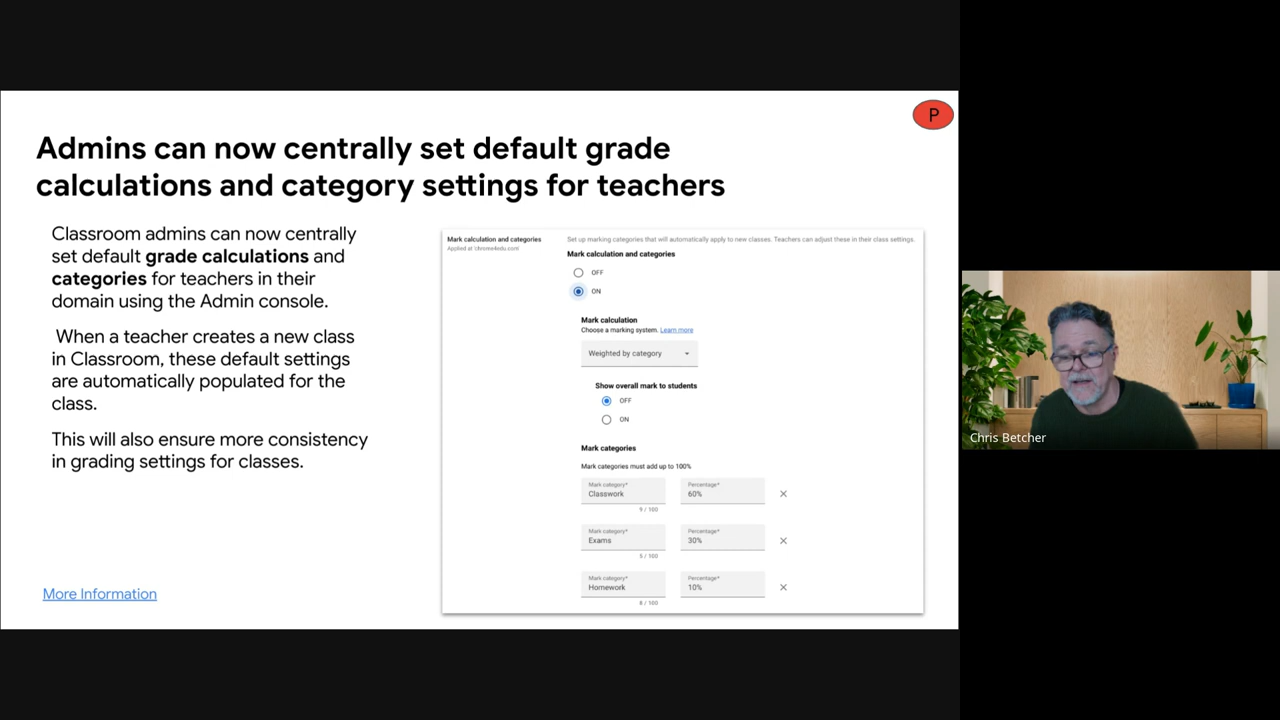 P
Admins can now centrally set default grade
calculations and category settings for teachers
Classroom admins can now centrally
set default grade calculations and
categories for teachers in their
domain using the Admin console.
When a teacher creates a new class
in Classroom, these default settings
are automatically populated for the
class.
This will also ensure more consistency
in grading settings for classes.
More Information
Mark calculation and categories
Applied at 'chrome4edu.com'
Set up marking categories that will automatically apply to new classes. Teachers can adjust these in their class settings.
Mark calculation and categories
OFF
ON
Mark calculation
Choose a marking system. Learn more
Weighted by category
Show overall mark to students
OFF
ON
Mark categories
Mark categories must add up to 100%
Mark category* Percentage*
Classwork 60%
9 / 100
Mark category* Percentage*
Exams 30%
5 / 100
Mark category* Percentage*
Homework 10%
8 / 100
Chris Betcher